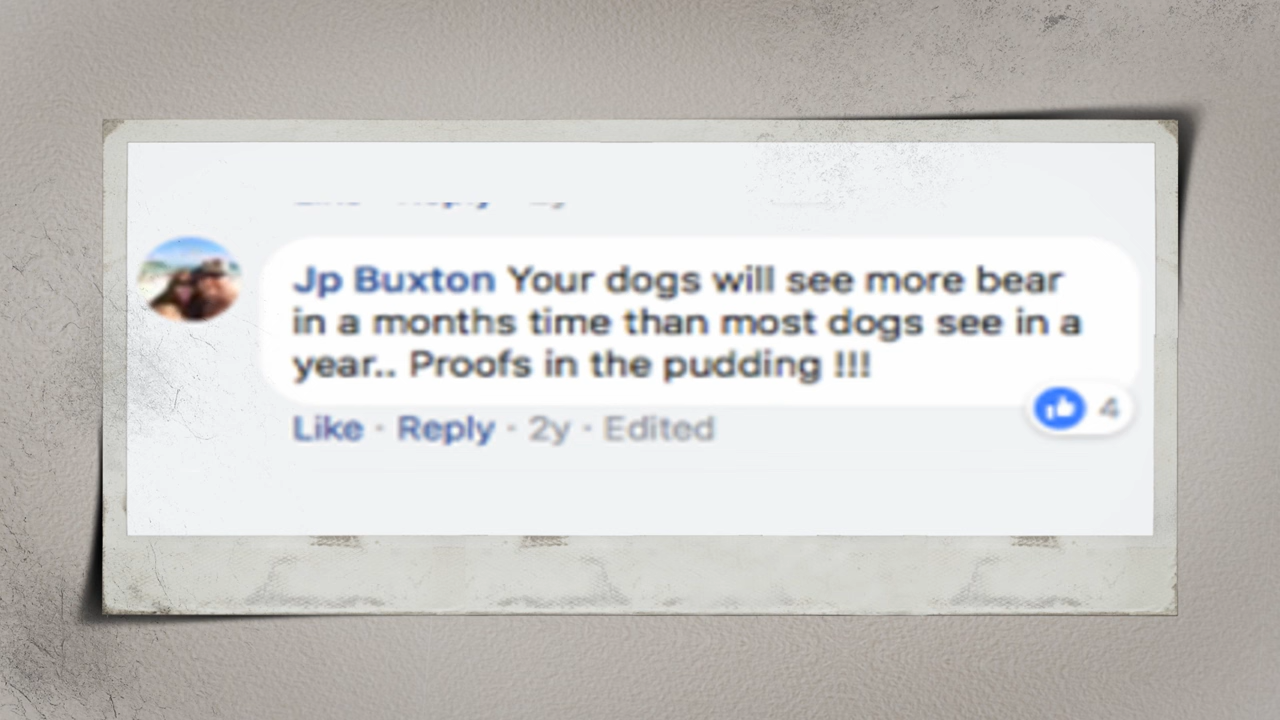 Jp Buxton Your dogs will see more bear
in a months time than most dogs see in a
year.. Proofs in the pudding !!!
4
Like · Reply · 2y · Edited